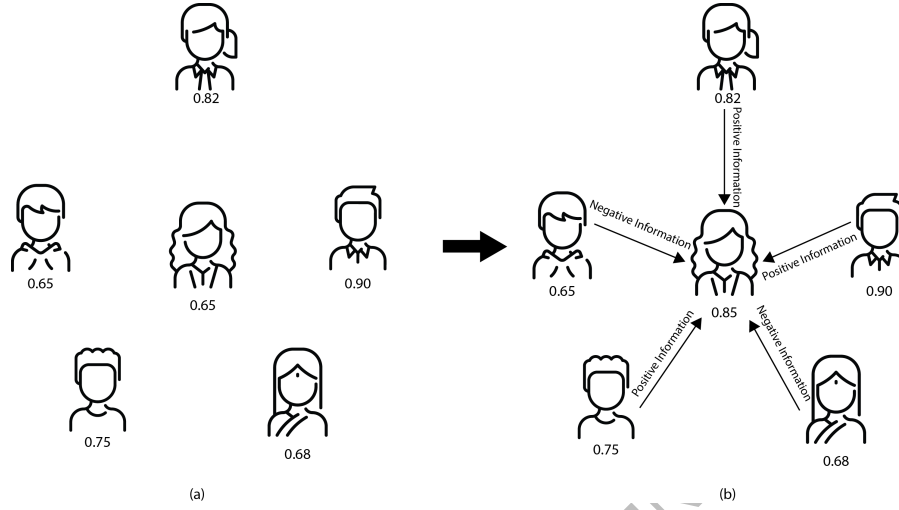 0.82
0.65
0.65
0.90
0.75
0.68
(a)
0.82
Positive Information
Negative Information
0.65
Positive Information
0.90
0.85
Positive Information
0.75
Negative Information
0.68
(b)